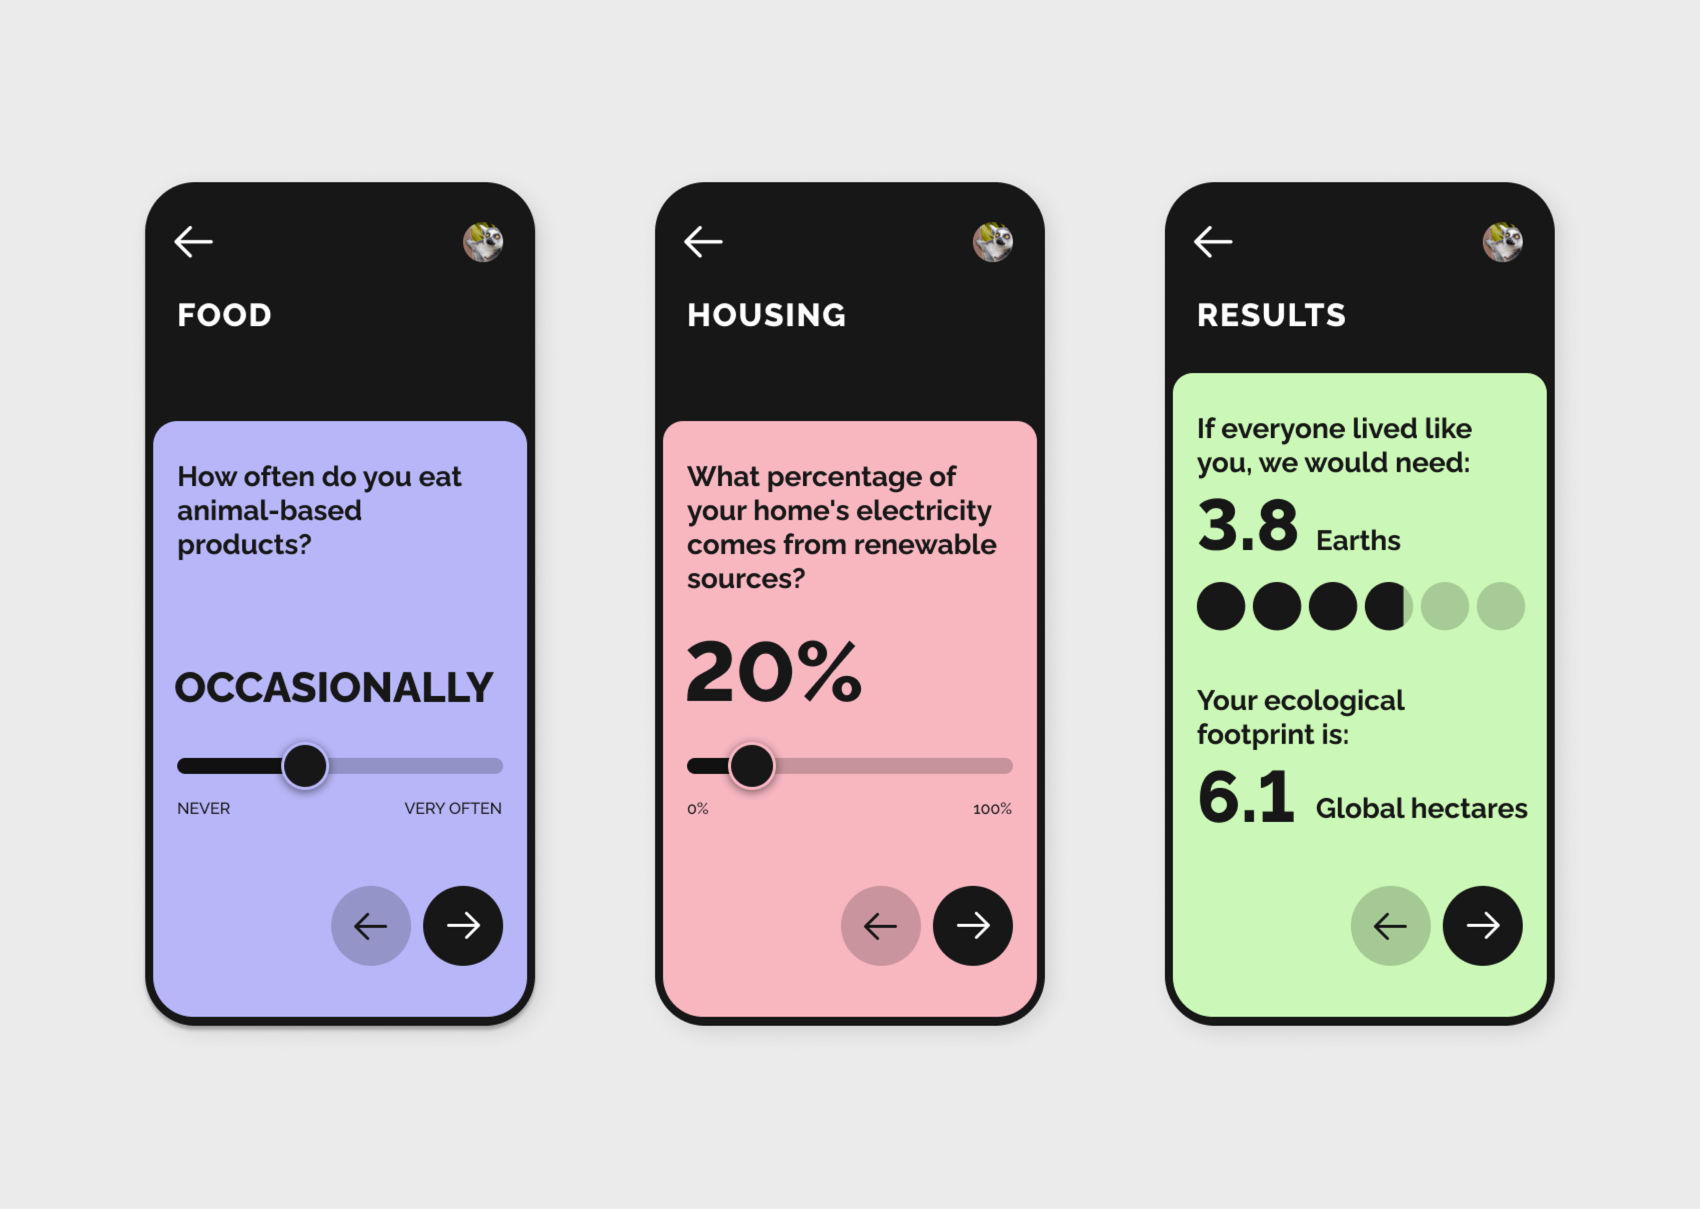 FOOD
How often do you eat
animal-based
products?
OCCASIONALLY
NEVER
VERY OFTEN
HOUSING
What percentage of
your home's electricity
comes from renewable
sources?
20%
0%
100%
RESULTS
If everyone lived like
you, we would need:
3.8 Earths
Your ecological
footprint is:
6.1 Global hectares